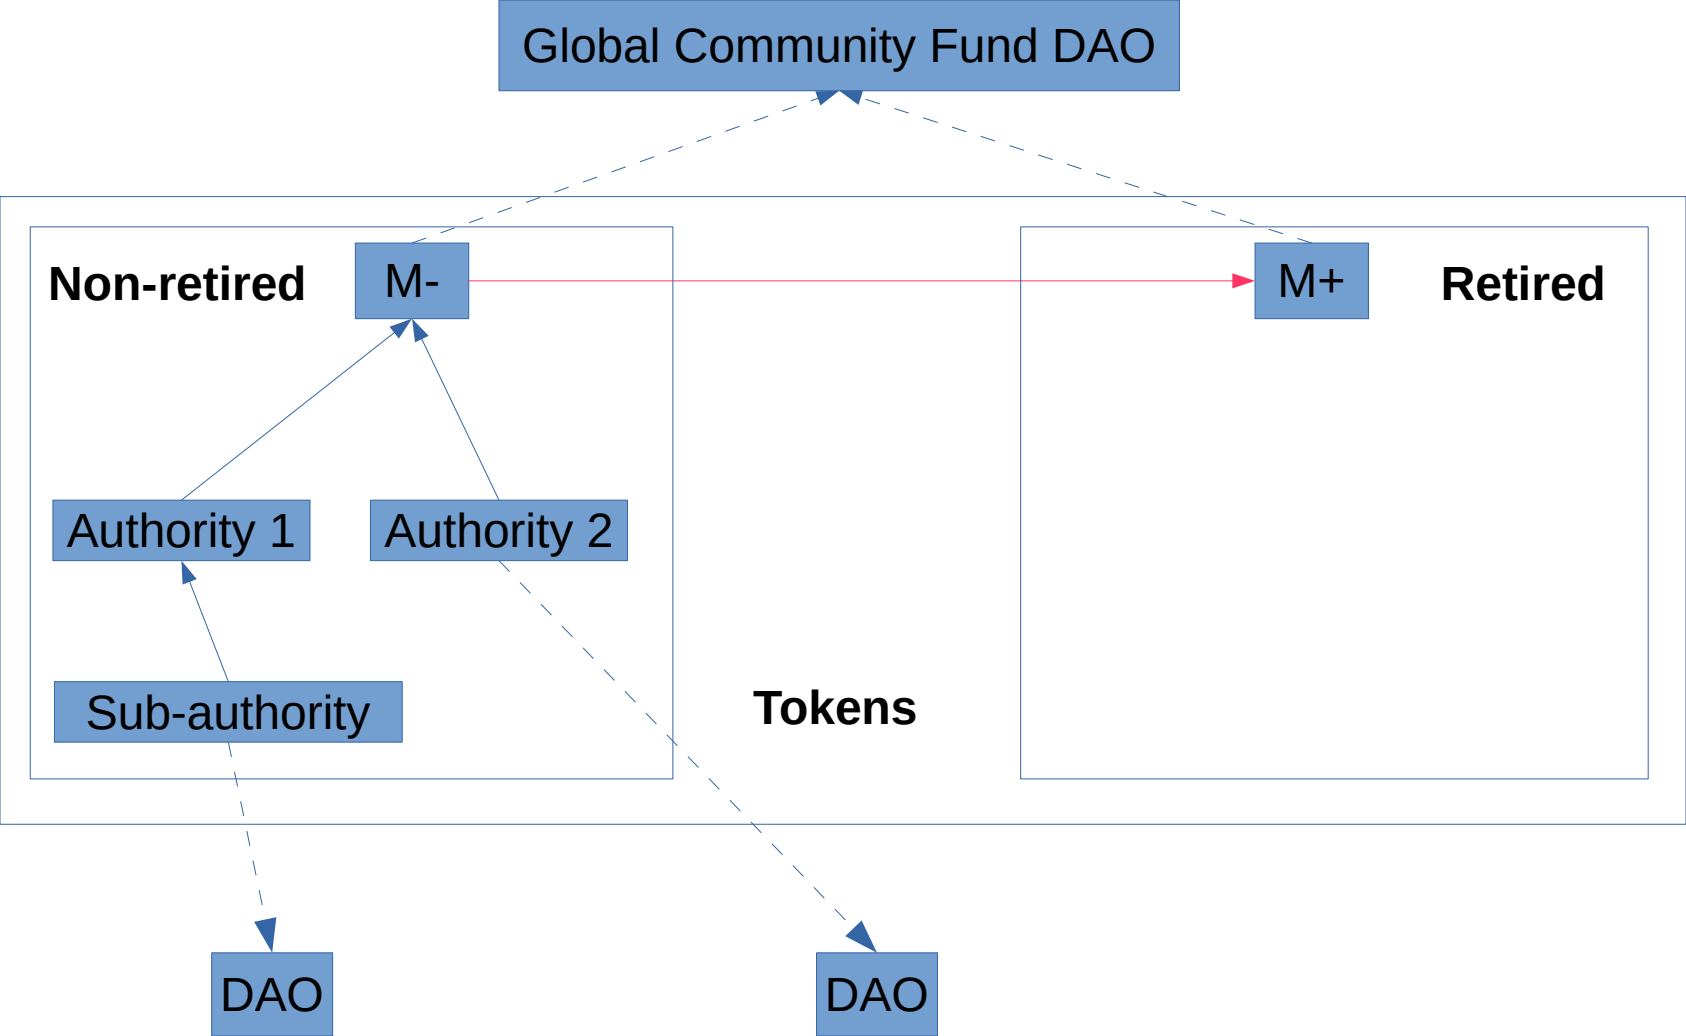 Global Community Fund DAO
Non-retired
M-
M+
Retired
Authority 1
Authority 2
Sub-authority
Tokens
DAO
DAO